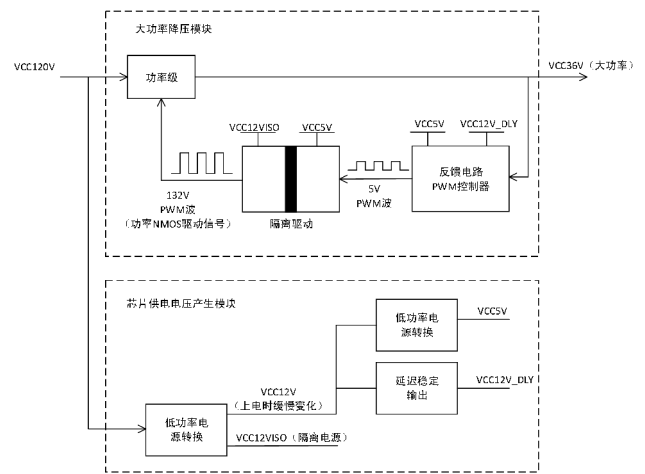 大功率降压模块
VCC120V
功率级
VCC36V（大功率）
VCC12VISO
VCC5V
VCC5V
VCC12V_DLY
反馈电路
PWM控制器
132V
PWM波
（功率NMOS驱动信号）
隔离驱动
5V
PWM波
芯片供电电压产生模块
低功率电
源转换
VCC5V
VCC12V
（上电时缓慢变化）
延迟稳定
输出
VCC12V_DLY
低功率电
源转换
VCC12VISO（隔离电源）